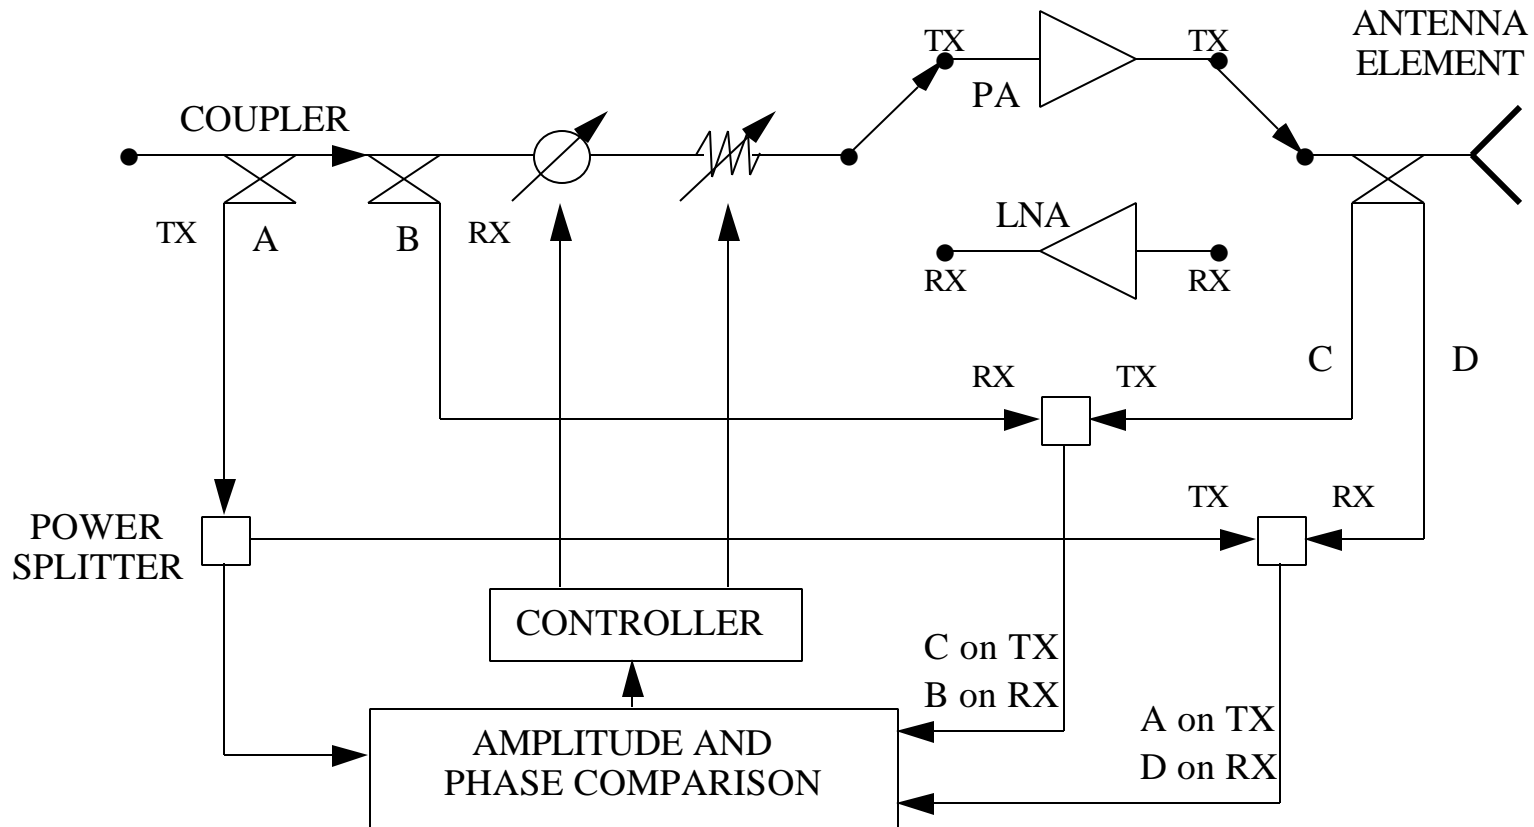 ANTENNA
ELEMENT
TX
TX
PA
COUPLER
LNA
TX
A
B
RX
RX
RX
C
D
RX
TX
TX
RX
POWER
SPLITTER
CONTROLLER
C on TX
B on RX
A on TX
D on RX
AMPLITUDE AND
PHASE COMPARISON